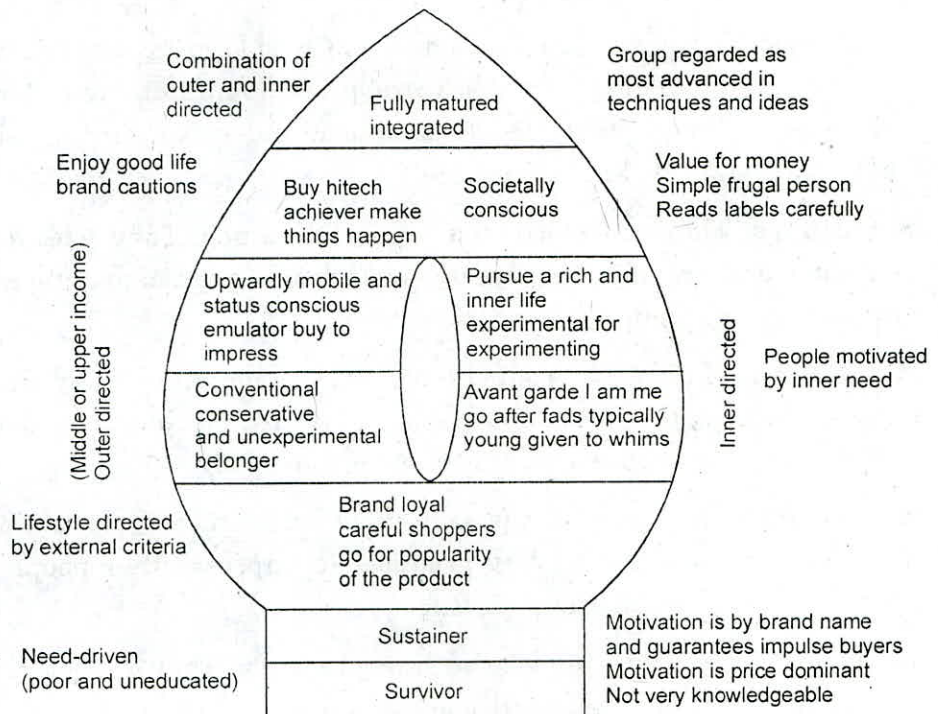 Combination of
outer and inner
directed
Fully matured
integrated
Group regarded as
most advanced in
techniques and ideas
Enjoy good life
brand cautions
Buy hitech
achiever make
things happen
Societally
conscious
Value for money
Simple frugal person
Reads labels carefully
(Middle or upper income)
Outer directed
Upwardly mobile and
status conscious
emulator buy to
impress
Pursue a rich and
inner life
experimental for
experimenting
Inner directed
People motivated
by inner need
Conventional
conservative
and unexperimental
belonger
Avant garde I am me
go after fads typically
young given to whims
Lifestyle directed
by external criteria
Brand loyal
careful shoppers
go for popularity
of the product
Need-driven
(poor and uneducated)
Sustainer
Survivor
Motivation is by brand name
and guarantees impulse buyers
Motivation is price dominant
Not very knowledgeable